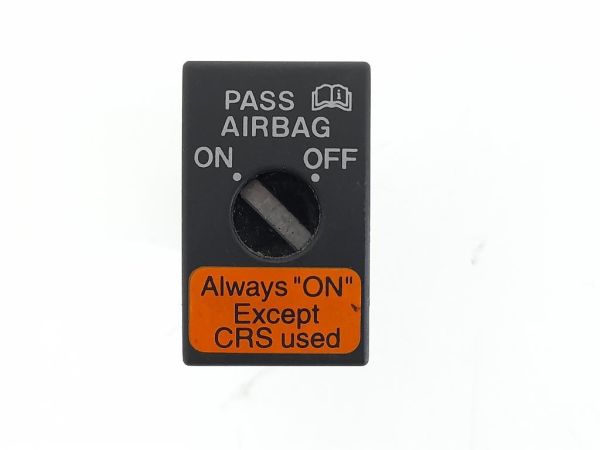 PASS
AIRBAG
ON OFF
Always "ON"
Except
CRS used